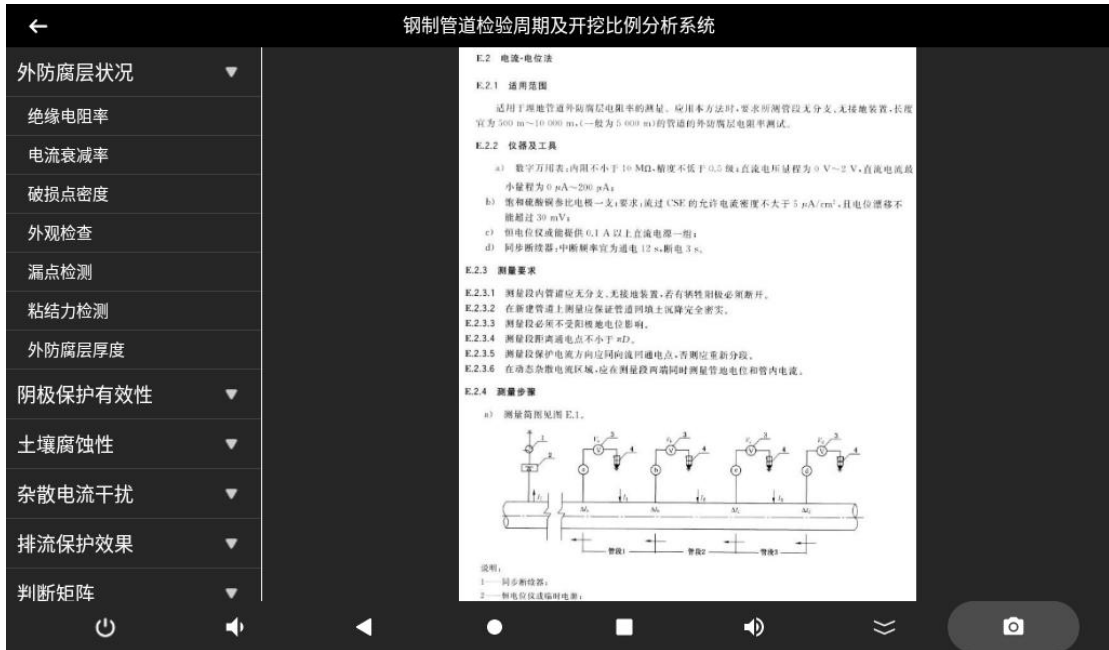 钢制管道检验周期及开挖比例分析系统
外防腐层状况
绝缘电阻率
电流衰减率
破损点密度
外观检查
漏点检测
粘结力检测
外防腐层厚度
阴极保护有效性
土壤腐蚀性
杂散电流干扰
排流保护效果
判断矩阵
E.2 电流-电位法
E.2.1 适用范围
适用于埋地管道外防腐层电阻率的测量。应用本方法时,要求所测管段无分支、无接地装置,长度
宜为 500 m～10 000 m,(一般为 5 000 m)的管道的外防腐层电阻率测试。
E.2.2 仪器及工具
a) 数字万用表:内阻不小于 10 MΩ,精度不低于 0.5 级;直流电压量程为 0 V～2 V,直流电流最
小量程为 0 μA～200 μA;
b) 饱和硫酸铜参比电极一支;要求:流过 CSE 的允许电流密度不大于 5 μA/cm²,且电位漂移不
能超过 30 mV;
c) 恒电位仪或能提供 0.1 A 以上直流电源一组;
d) 同步断续器:中断频率宜为通电 12 s,断电 3 s。
E.2.3 测量要求
E.2.3.1 测量段内管道应无分支、无接地装置,若有牺牲阳极必须断开。
E.2.3.2 在新建管道上测量应保证管道回填土沉降完全密实。
E.2.3.3 测量段必须不受阳极地电位影响。
E.2.3.4 测量段距离通电点不小于 πD。
E.2.3.5 测量段保护电流方向应同向流回通电点,否则应重新分段。
E.2.3.6 在动态杂散电流区域,应在测量段两端同时测量管地电位和管内电流。
E.2.4 测量步骤
a) 测量简图见图 E.1。
1
2
3 4 3 4 3 4 3 4
V V V V
a b c d
管段1 管段2 管段3
说明:
1——同步断续器;
2——恒电位仪或临时电源;